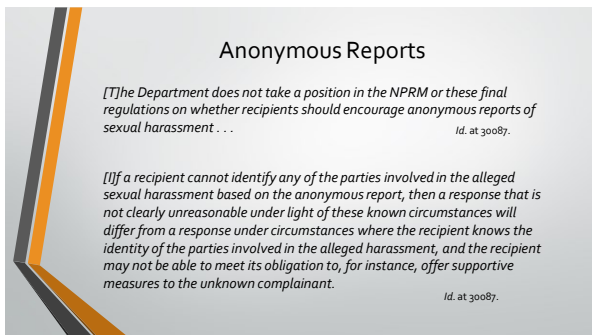 Anonymous Reports
[T]he Department does not take a position in the NPRM or these final
regulations on whether recipients should encourage anonymous reports of
sexual harassment . . .
Id. at 30087.
[I]f a recipient cannot identify any of the parties involved in the alleged
sexual harassment based on the anonymous report, then a response that is
not clearly unreasonable under light of these known circumstances will
differ from a response under circumstances where the recipient knows the
identity of the parties involved in the alleged harassment, and the recipient
may not be able to meet its obligation to, for instance, offer supportive
measures to the unknown complainant.
Id. at 30087.